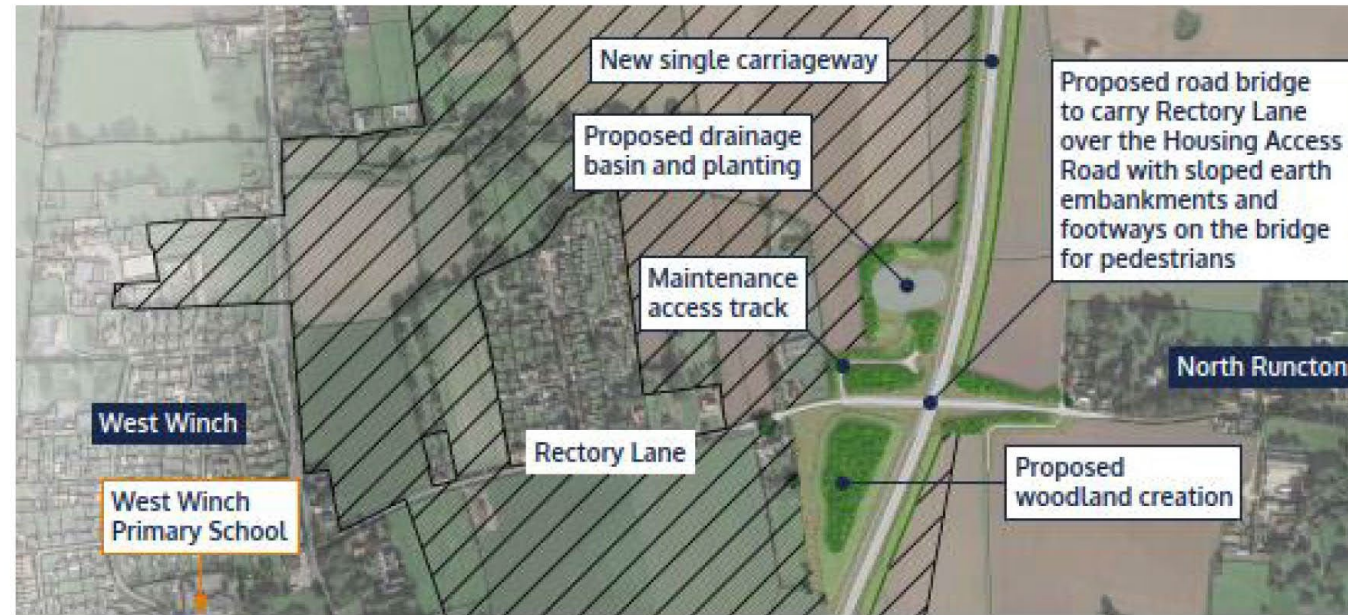 New single carriageway
Proposed road bridge
to carry Rectory Lane
over the Housing Access
Road with sloped earth
embankments and
footways on the bridge
for pedestrians
Proposed drainage
basin and planting
Maintenance
access track
North Runcton
West Winch
Rectory Lane
Proposed
woodland creation
West Winch
Primary School